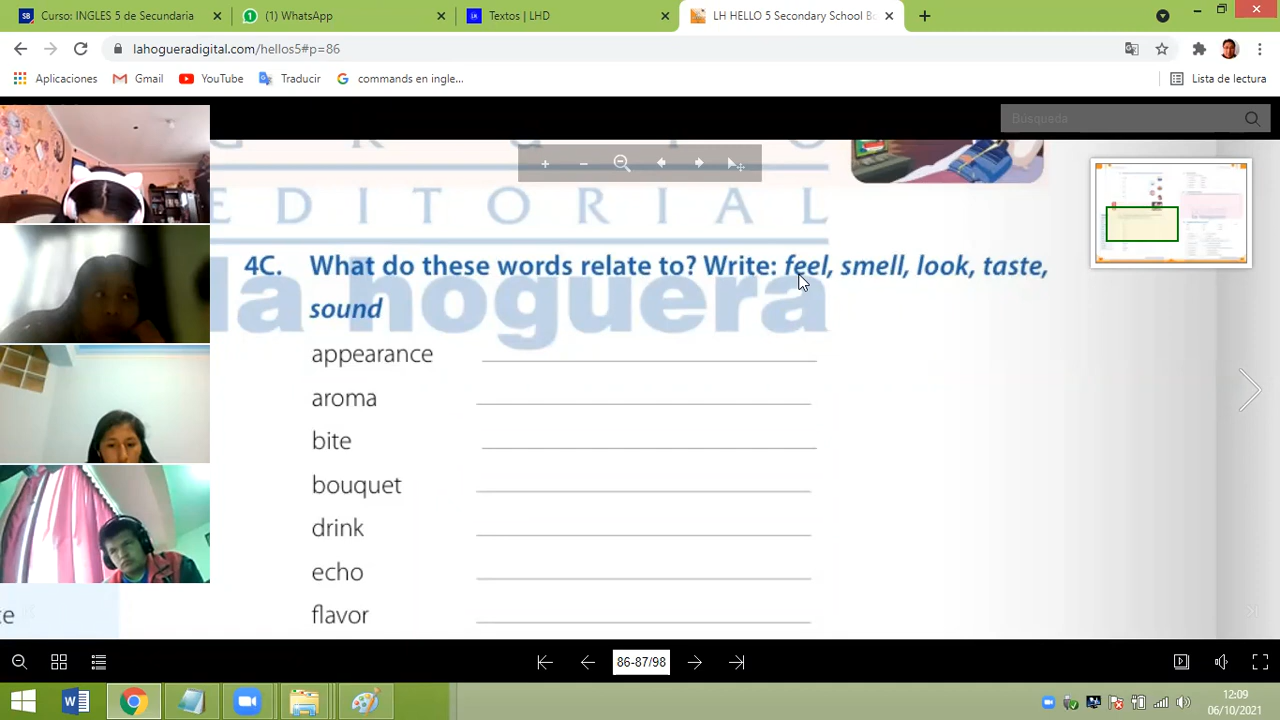 Curso: INGLES 5 de Secundaria
(1) WhatsApp
Textos | LHD
LH HELLO 5 Secondary School Bo
lahogueradigital.com/hellos5#p=86
Aplicaciones
Gmail
YouTube
Traducir
commands en ingle...
Lista de lectura
Búsqueda
EDITORIAL
4C. What do these words relate to? Write: feel, smell, look, taste,
sound
la hoguera
appearance
aroma
bite
bouquet
drink
echo
flavor
86-87/98
12:09
06/10/2021